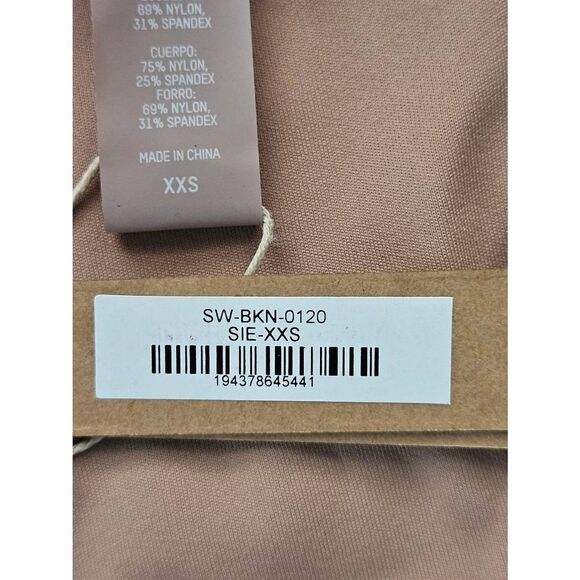 69% NYLON,
31% SPANDEX
CUERPO:
75% NYLON,
25% SPANDEX
FORRO:
69% NYLON,
31% SPANDEX
MADE IN CHINA
XXS
SW-BKN-0120
SIE-XXS
194378645441